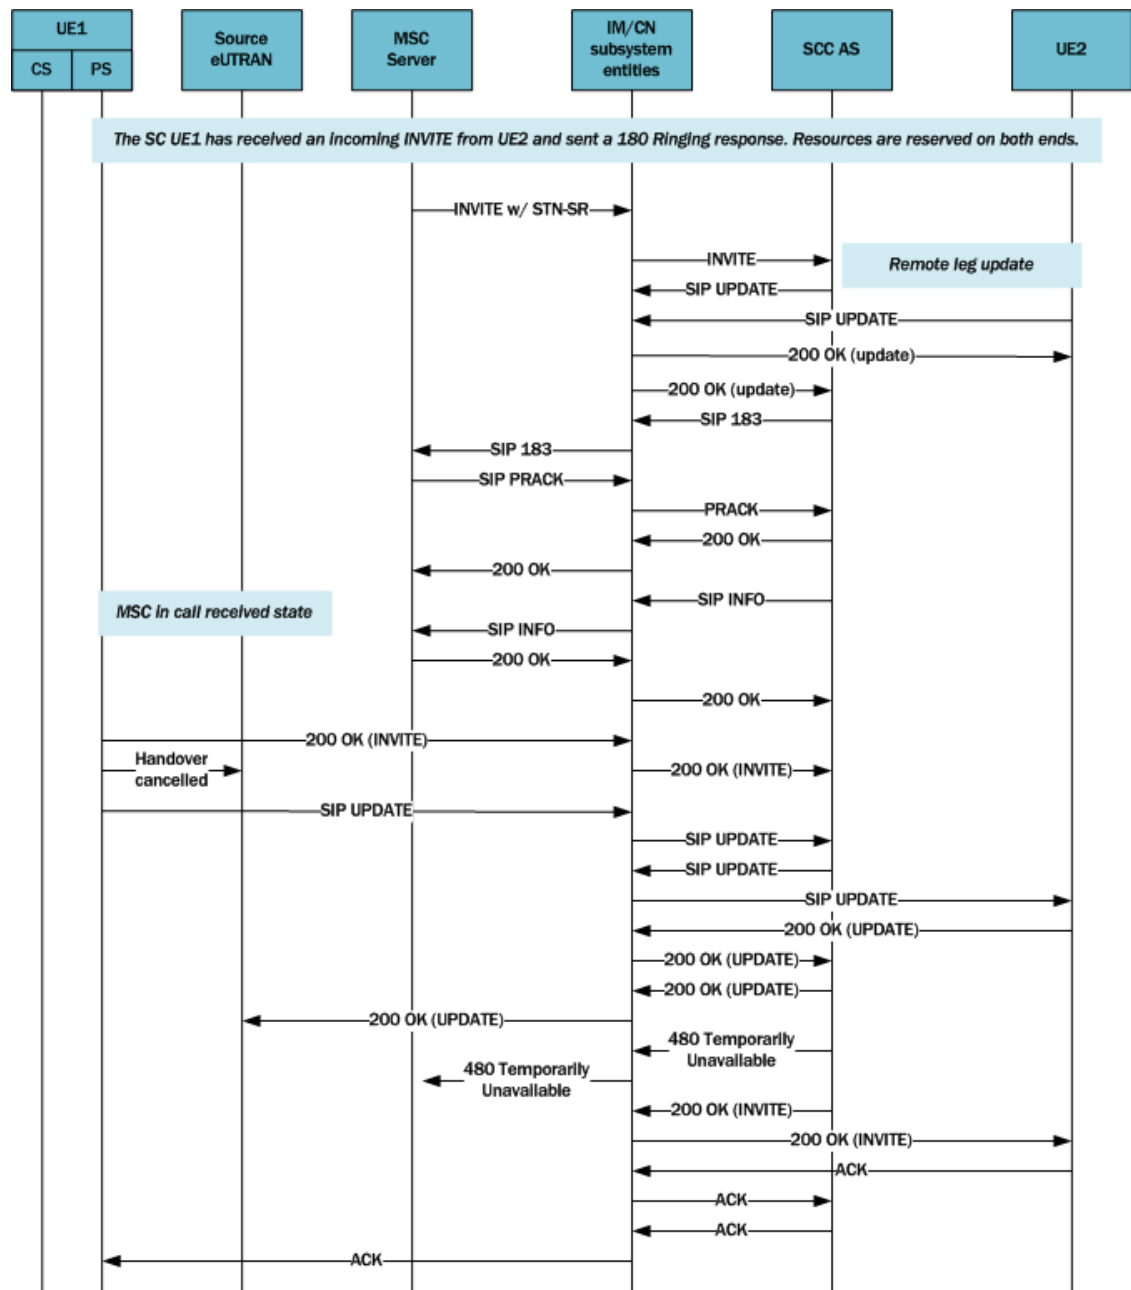 UE1
CS
PS
Source
eUTRAN
MSC
Server
IM/CN
subsystem
entities
SCC AS
UE2
The SC UE1 has received an incoming INVITE from UE2 and sent a 180 Ringing response. Resources are reserved on both ends.
INVITE w/ STN-SR
INVITE
Remote leg update
SIP UPDATE
SIP UPDATE
200 OK (update)
200 OK (update)
SIP 183
SIP 183
SIP PRACK
PRACK
200 OK
200 OK
SIP INFO
MSC in call received state
SIP INFO
200 OK
200 OK
200 OK (INVITE)
Handover
cancelled
200 OK (INVITE)
SIP UPDATE
SIP UPDATE
SIP UPDATE
SIP UPDATE
200 OK (UPDATE)
200 OK (UPDATE)
200 OK (UPDATE)
200 OK (UPDATE)
480 Temporarily
Unavailable
480 Temporarily
Unavailable
200 OK (INVITE)
200 OK (INVITE)
ACK
ACK
ACK
ACK